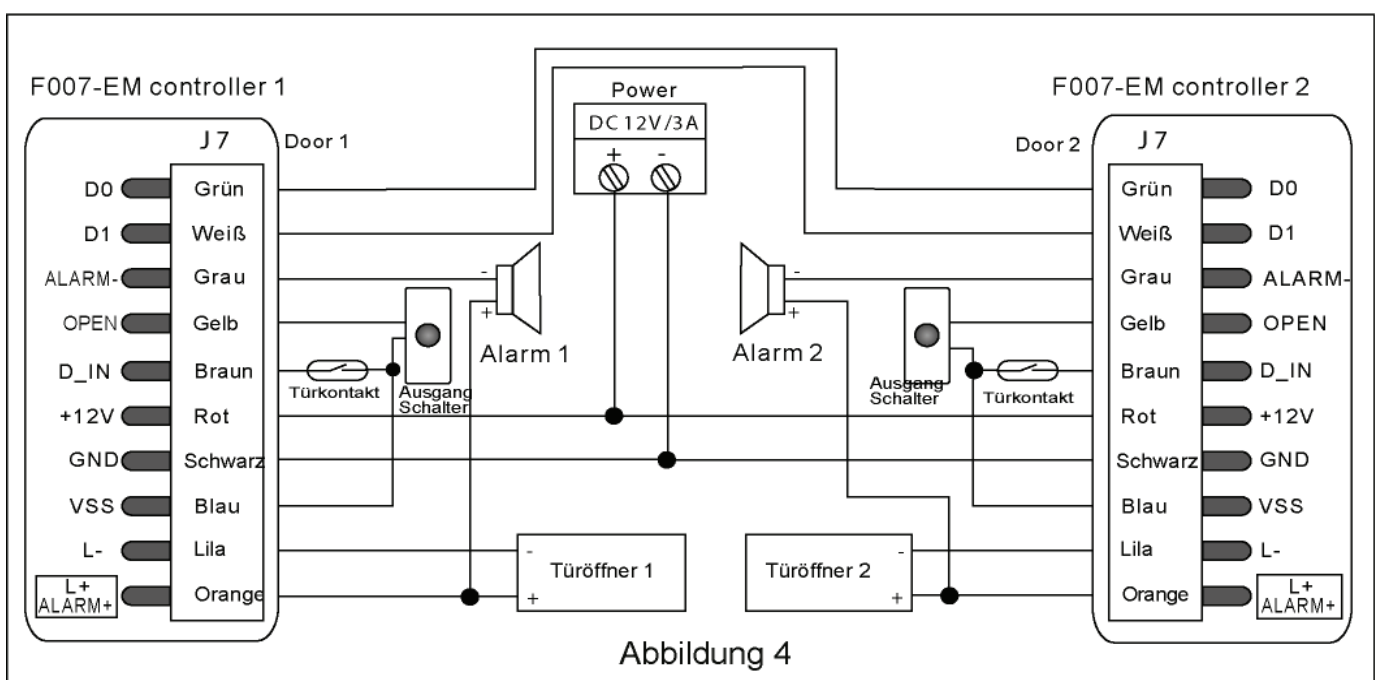 F007-EM controller 1
Power
F007-EM controller 2
DC 12V/3A
+ -
J7
Door 1
Door 2
J7
D0 Grün
Grün D0
D1 Weiß
Weiß D1
ALARM- Grau
-
-
Grau ALARM-
OPEN Gelb
+
+
Gelb OPEN
Alarm 1
Alarm 2
D_IN Braun
Türkontakt
Ausgang
Schalter
Ausgang
Schalter
Türkontakt
Braun D_IN
+12V Rot
Rot +12V
GND Schwarz
Schwarz GND
VSS Blau
Blau VSS
L- Lila
-
Türöffner 1
+
-
Türöffner 2
+
Lila L-
L+
ALARM+
Orange
Orange
L+
ALARM+
Abbildung 4